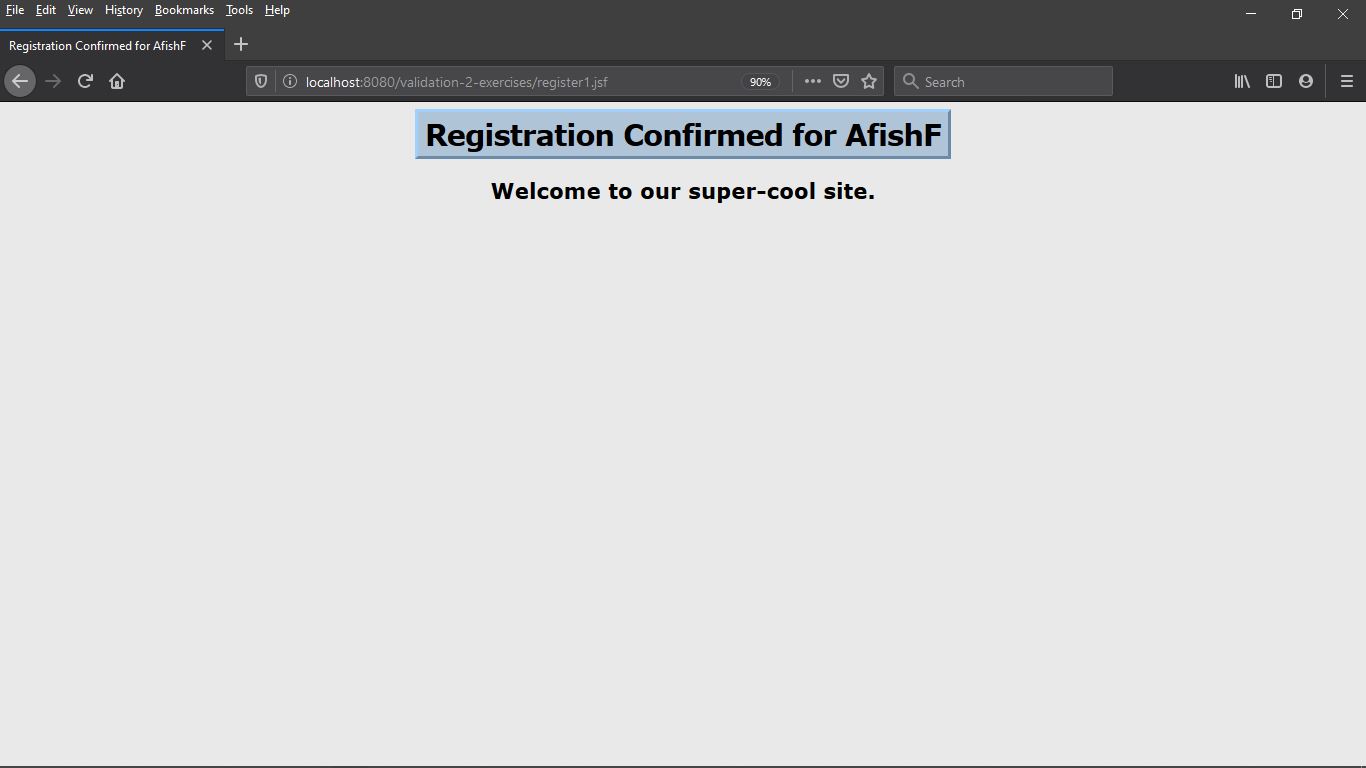 File Edit View History Bookmarks Tools Help
Registration Confirmed for AfishF
localhost:8080/validation-2-exercises/register1.jsf 90% Search
Registration Confirmed for AfishF
Welcome to our super-cool site.